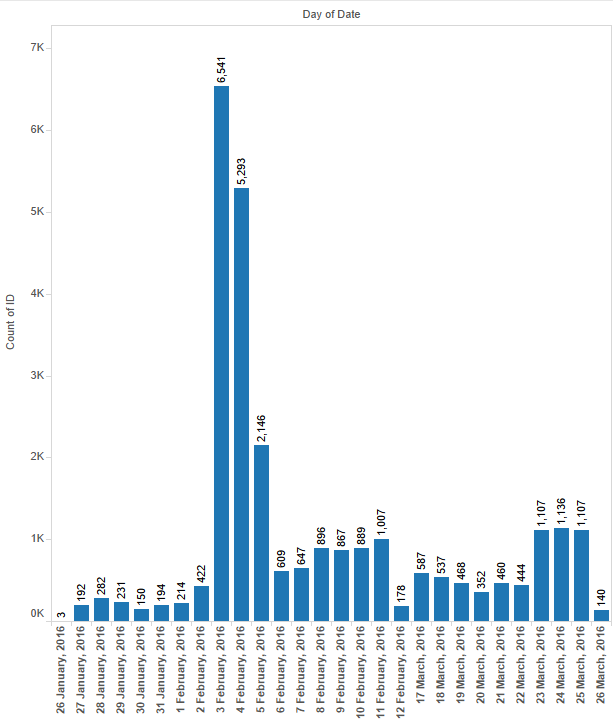 Day of Date
7K
6K
5K
4K
3K
2K
1K
0K
Count of ID
3
192
282
231
150
194
214
422
6,541
5,293
2,146
609
647
896
867
889
1,007
178
587
537
468
352
460
444
1,107
1,136
1,107
140
26 January, 2016
27 January, 2016
28 January, 2016
29 January, 2016
30 January, 2016
31 January, 2016
1 February, 2016
2 February, 2016
3 February, 2016
4 February, 2016
5 February, 2016
6 February, 2016
7 February, 2016
8 February, 2016
9 February, 2016
10 February, 2016
11 February, 2016
12 February, 2016
17 March, 2016
18 March, 2016
19 March, 2016
20 March, 2016
21 March, 2016
22 March, 2016
23 March, 2016
24 March, 2016
25 March, 2016
26 March, 2016